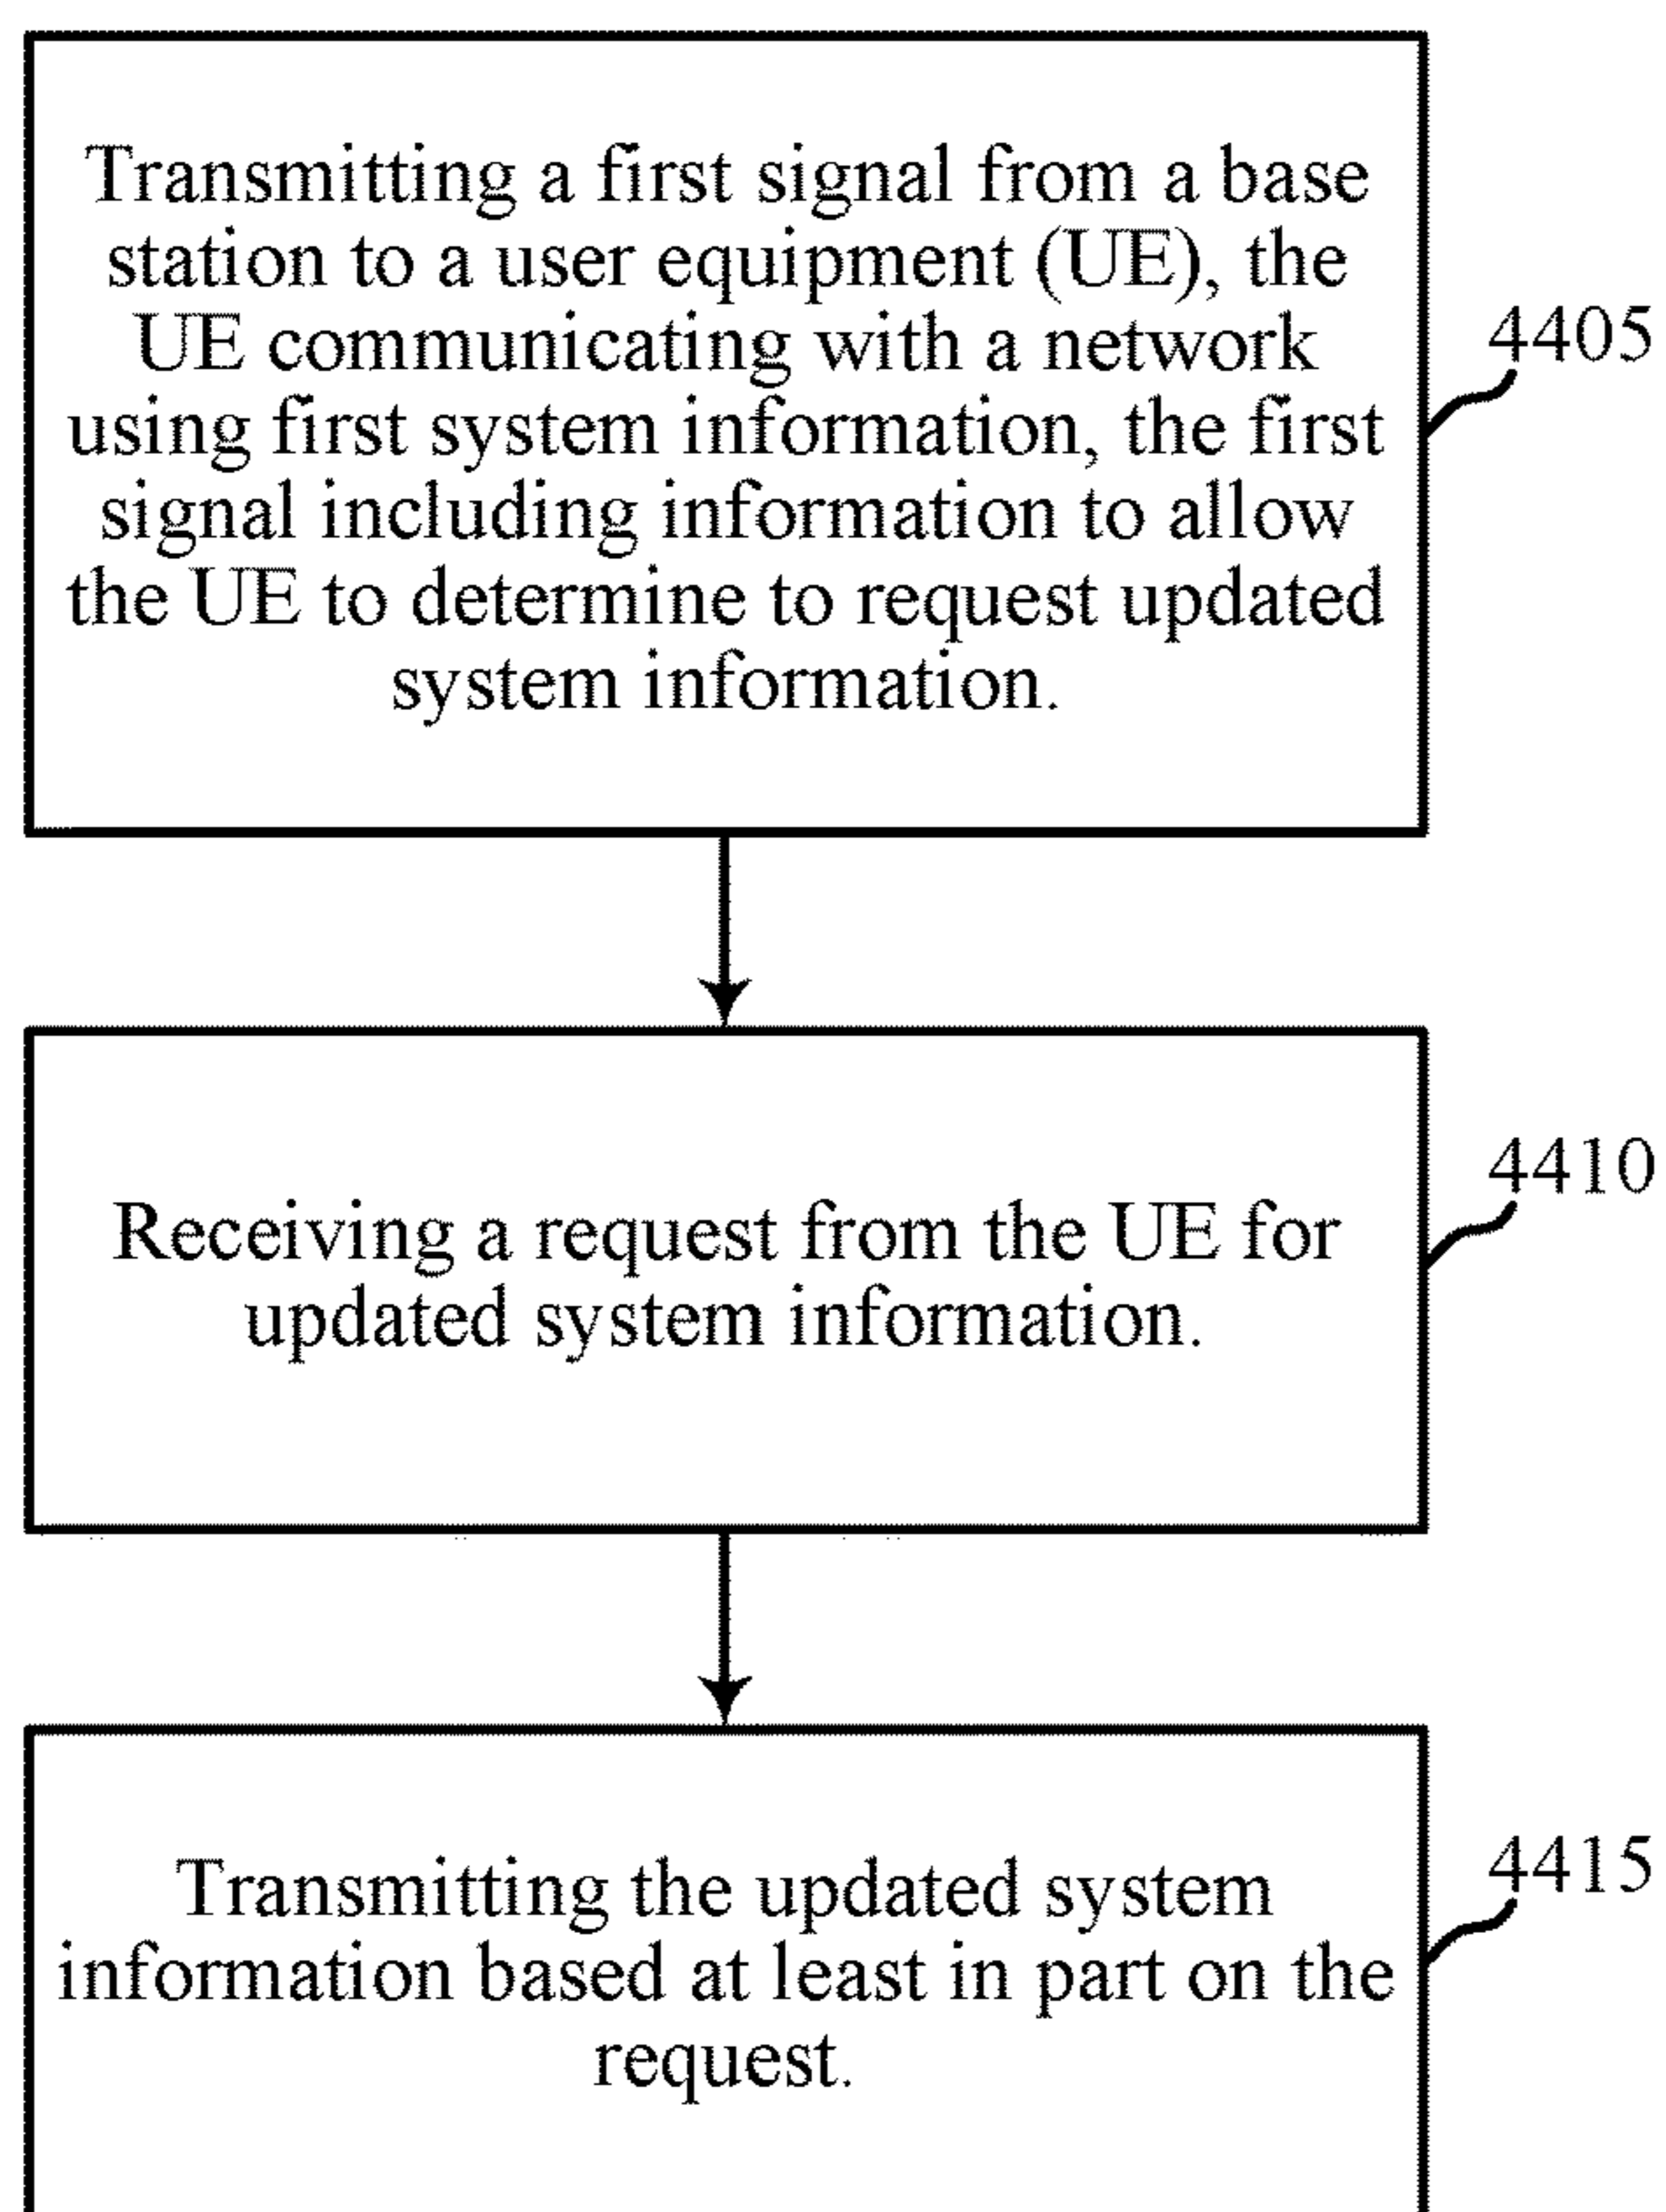 Transmitting a first signal from a base
station to a user equipment (UE), the
UE communicating with a network
using first system information, the first
signal including information to allow
the UE to determine to request updated
system information.
4405
Receiving a request from the UE for
updated system information.
4410
Transmitting the updated system
information based at least in part on the
request.
4415